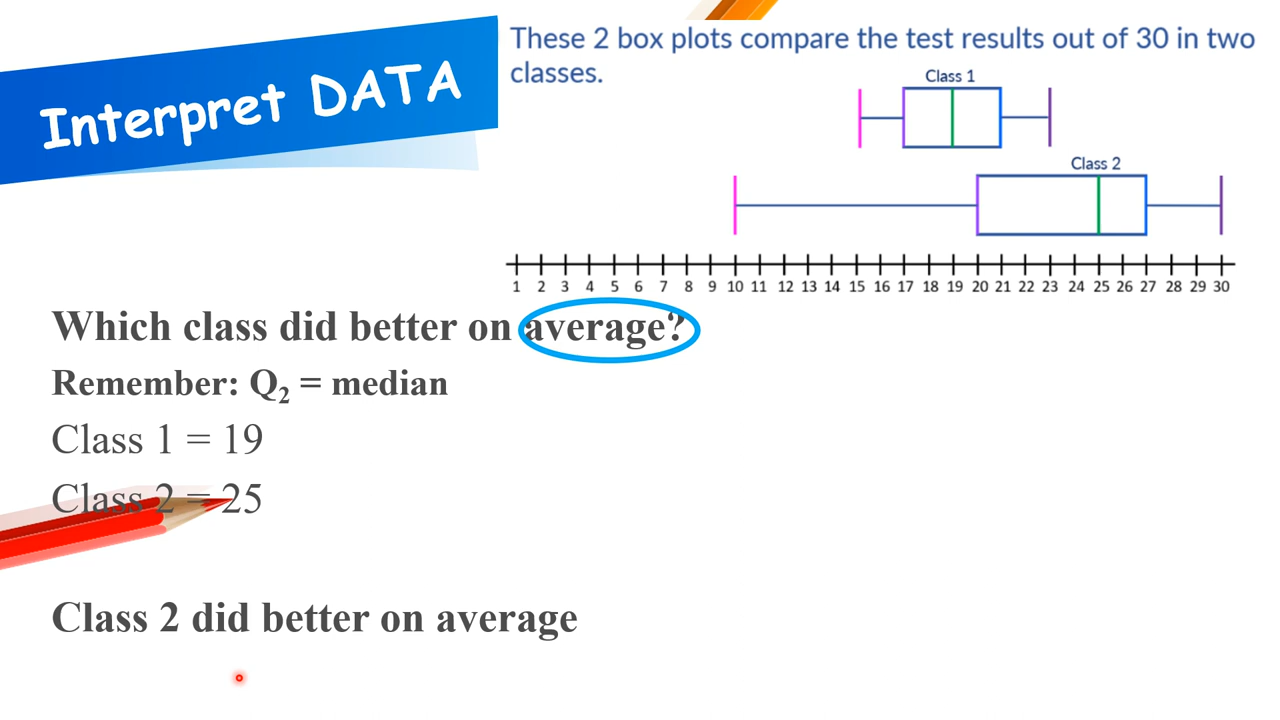 Interpret DATA
These 2 box plots compare the test results out of 30 in two
classes.
Class 1
Class 2
1 2 3 4 5 6 7 8 9 10 11 12 13 14 15 16 17 18 19 20 21 22 23 24 25 26 27 28 29 30
Which class did better on average?
Remember: Q₂ = median
Class 1 = 19
Class 2 = 25
Class 2 did better on average